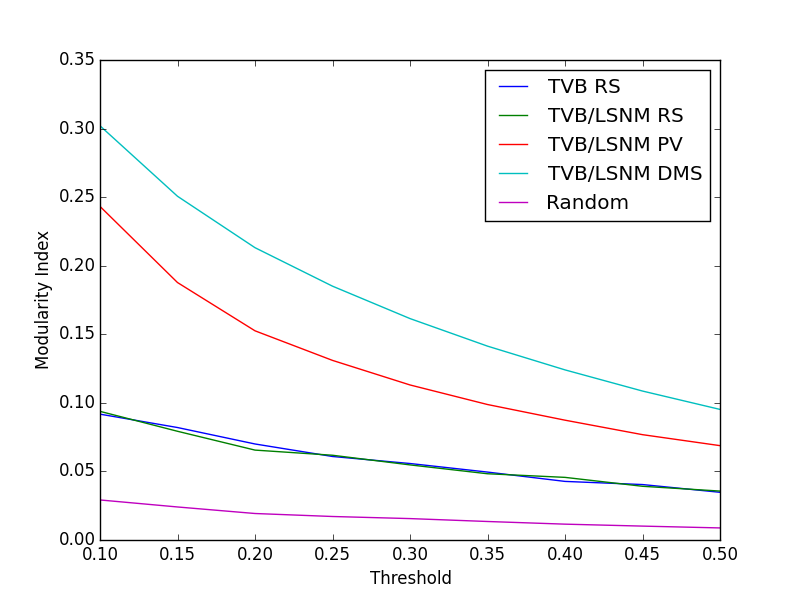 0.35
0.30
0.25
0.20
0.15
0.10
0.05
0.00
Modularity Index
TVB RS
TVB/LSNM RS
TVB/LSNM PV
TVB/LSNM DMS
Random
0.10 0.15 0.20 0.25 0.30 0.35 0.40 0.45 0.50
Threshold